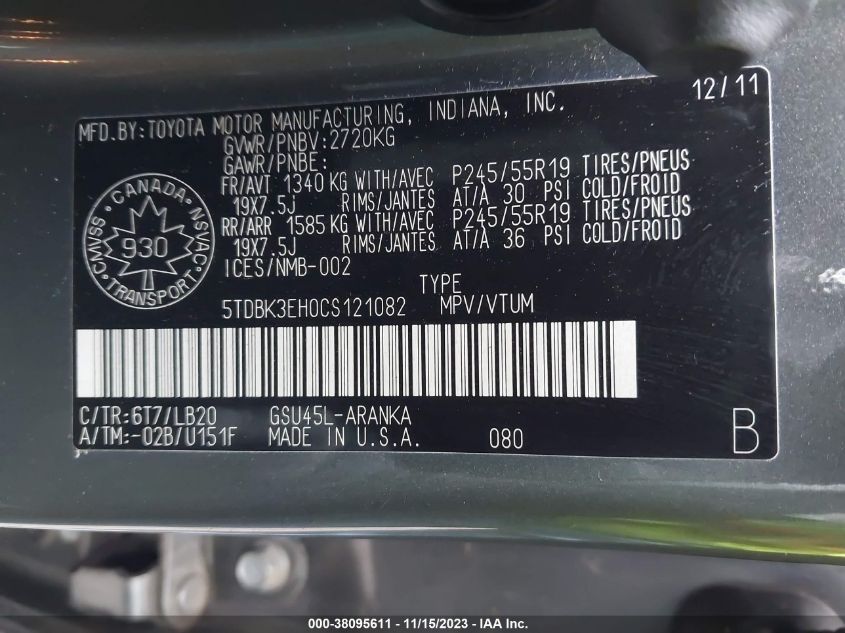 12/11
MFD.BY:TOYOTA MOTOR MANUFACTURING, INDIANA, INC.
GVWR/PNBV:2720KG
GAWR/PNBE:
FR/AVT 1340 KG WITH/AVEC P245/55R19 TIRES/PNEUS
19X7.5J RIMS/JANTES AT/A 30 PSI COLD/FROID
RR/ARR 1585 KG WITH/AVEC P245/55R19 TIRES/PNEUS
19X7.5J RIMS/JANTES AT/A 36 PSI COLD/FROID
ICES/NMB-002
CANADA
CMVSS NSVAC
930
TRANSPORT
TYPE
5TDBK3EH0CS121082 MPV/VTUM
C/TR:6T7/LB20 GSU45L-ARANKA
A/TM:-02B/U151F MADE IN U.S.A. 080
B
000-38095611 - 11/15/2023 - IAAI.com